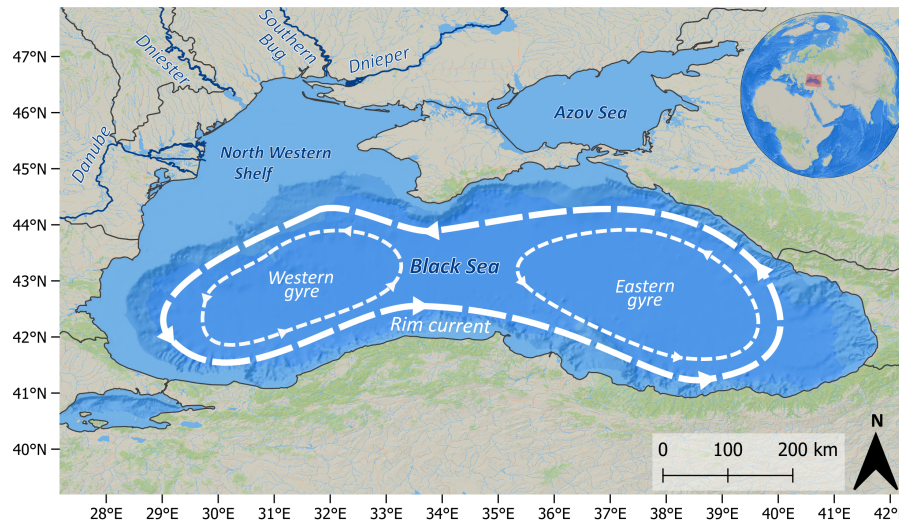 47°N
46°N
45°N
44°N
43°N
42°N
41°N
40°N
Danube
Dniester
Southern
Bug
Dnieper
Azov Sea
North Western
Shelf
Western
gyre
Black Sea
Eastern
gyre
Rim current
N
0 100 200 km
28°E 29°E 30°E 31°E 32°E 33°E 34°E 35°E 36°E 37°E 38°E 39°E 40°E 41°E 42°E